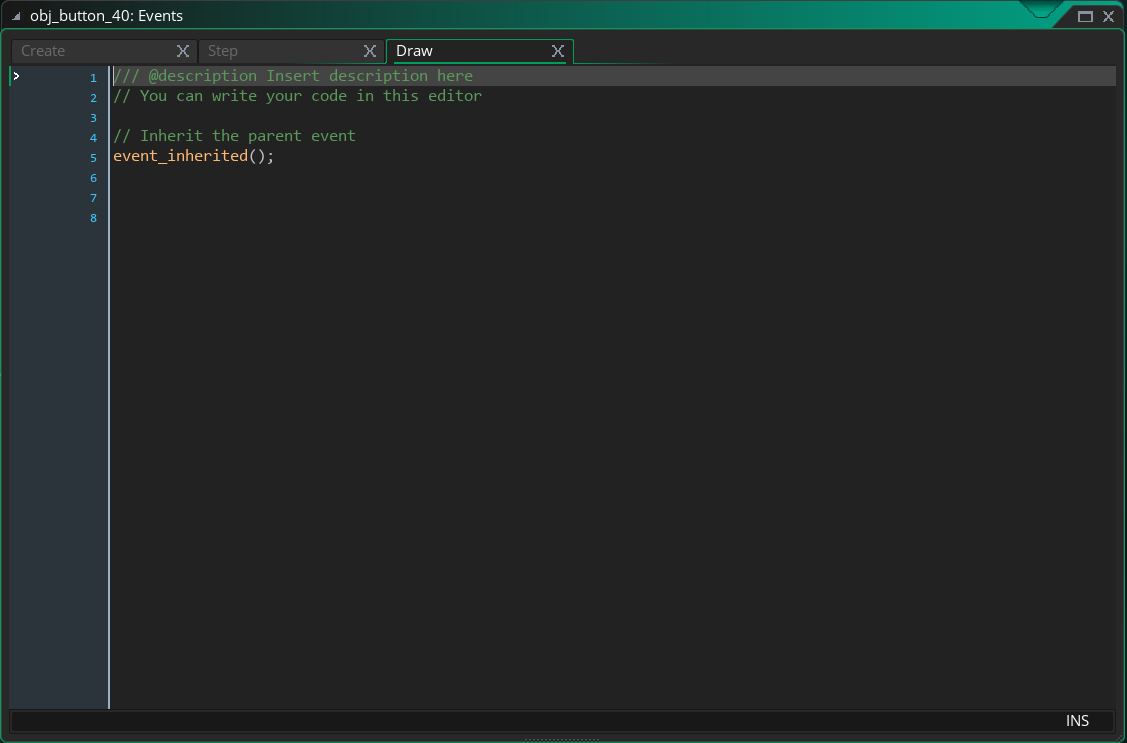 obj_button_40: Events
Create
Step
Draw
1 /// @description Insert description here
2 // You can write your code in this editor
3
4 // Inherit the parent event
5 event_inherited();
6
7
8
INS